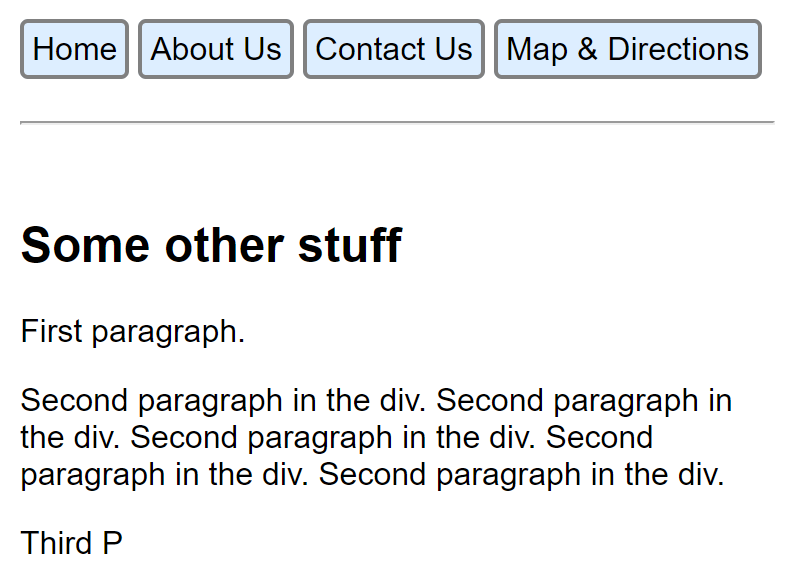 Home About Us Contact Us Map & Directions
Some other stuff
First paragraph.
Second paragraph in the div. Second paragraph in
the div. Second paragraph in the div. Second
paragraph in the div. Second paragraph in the div.
Third P